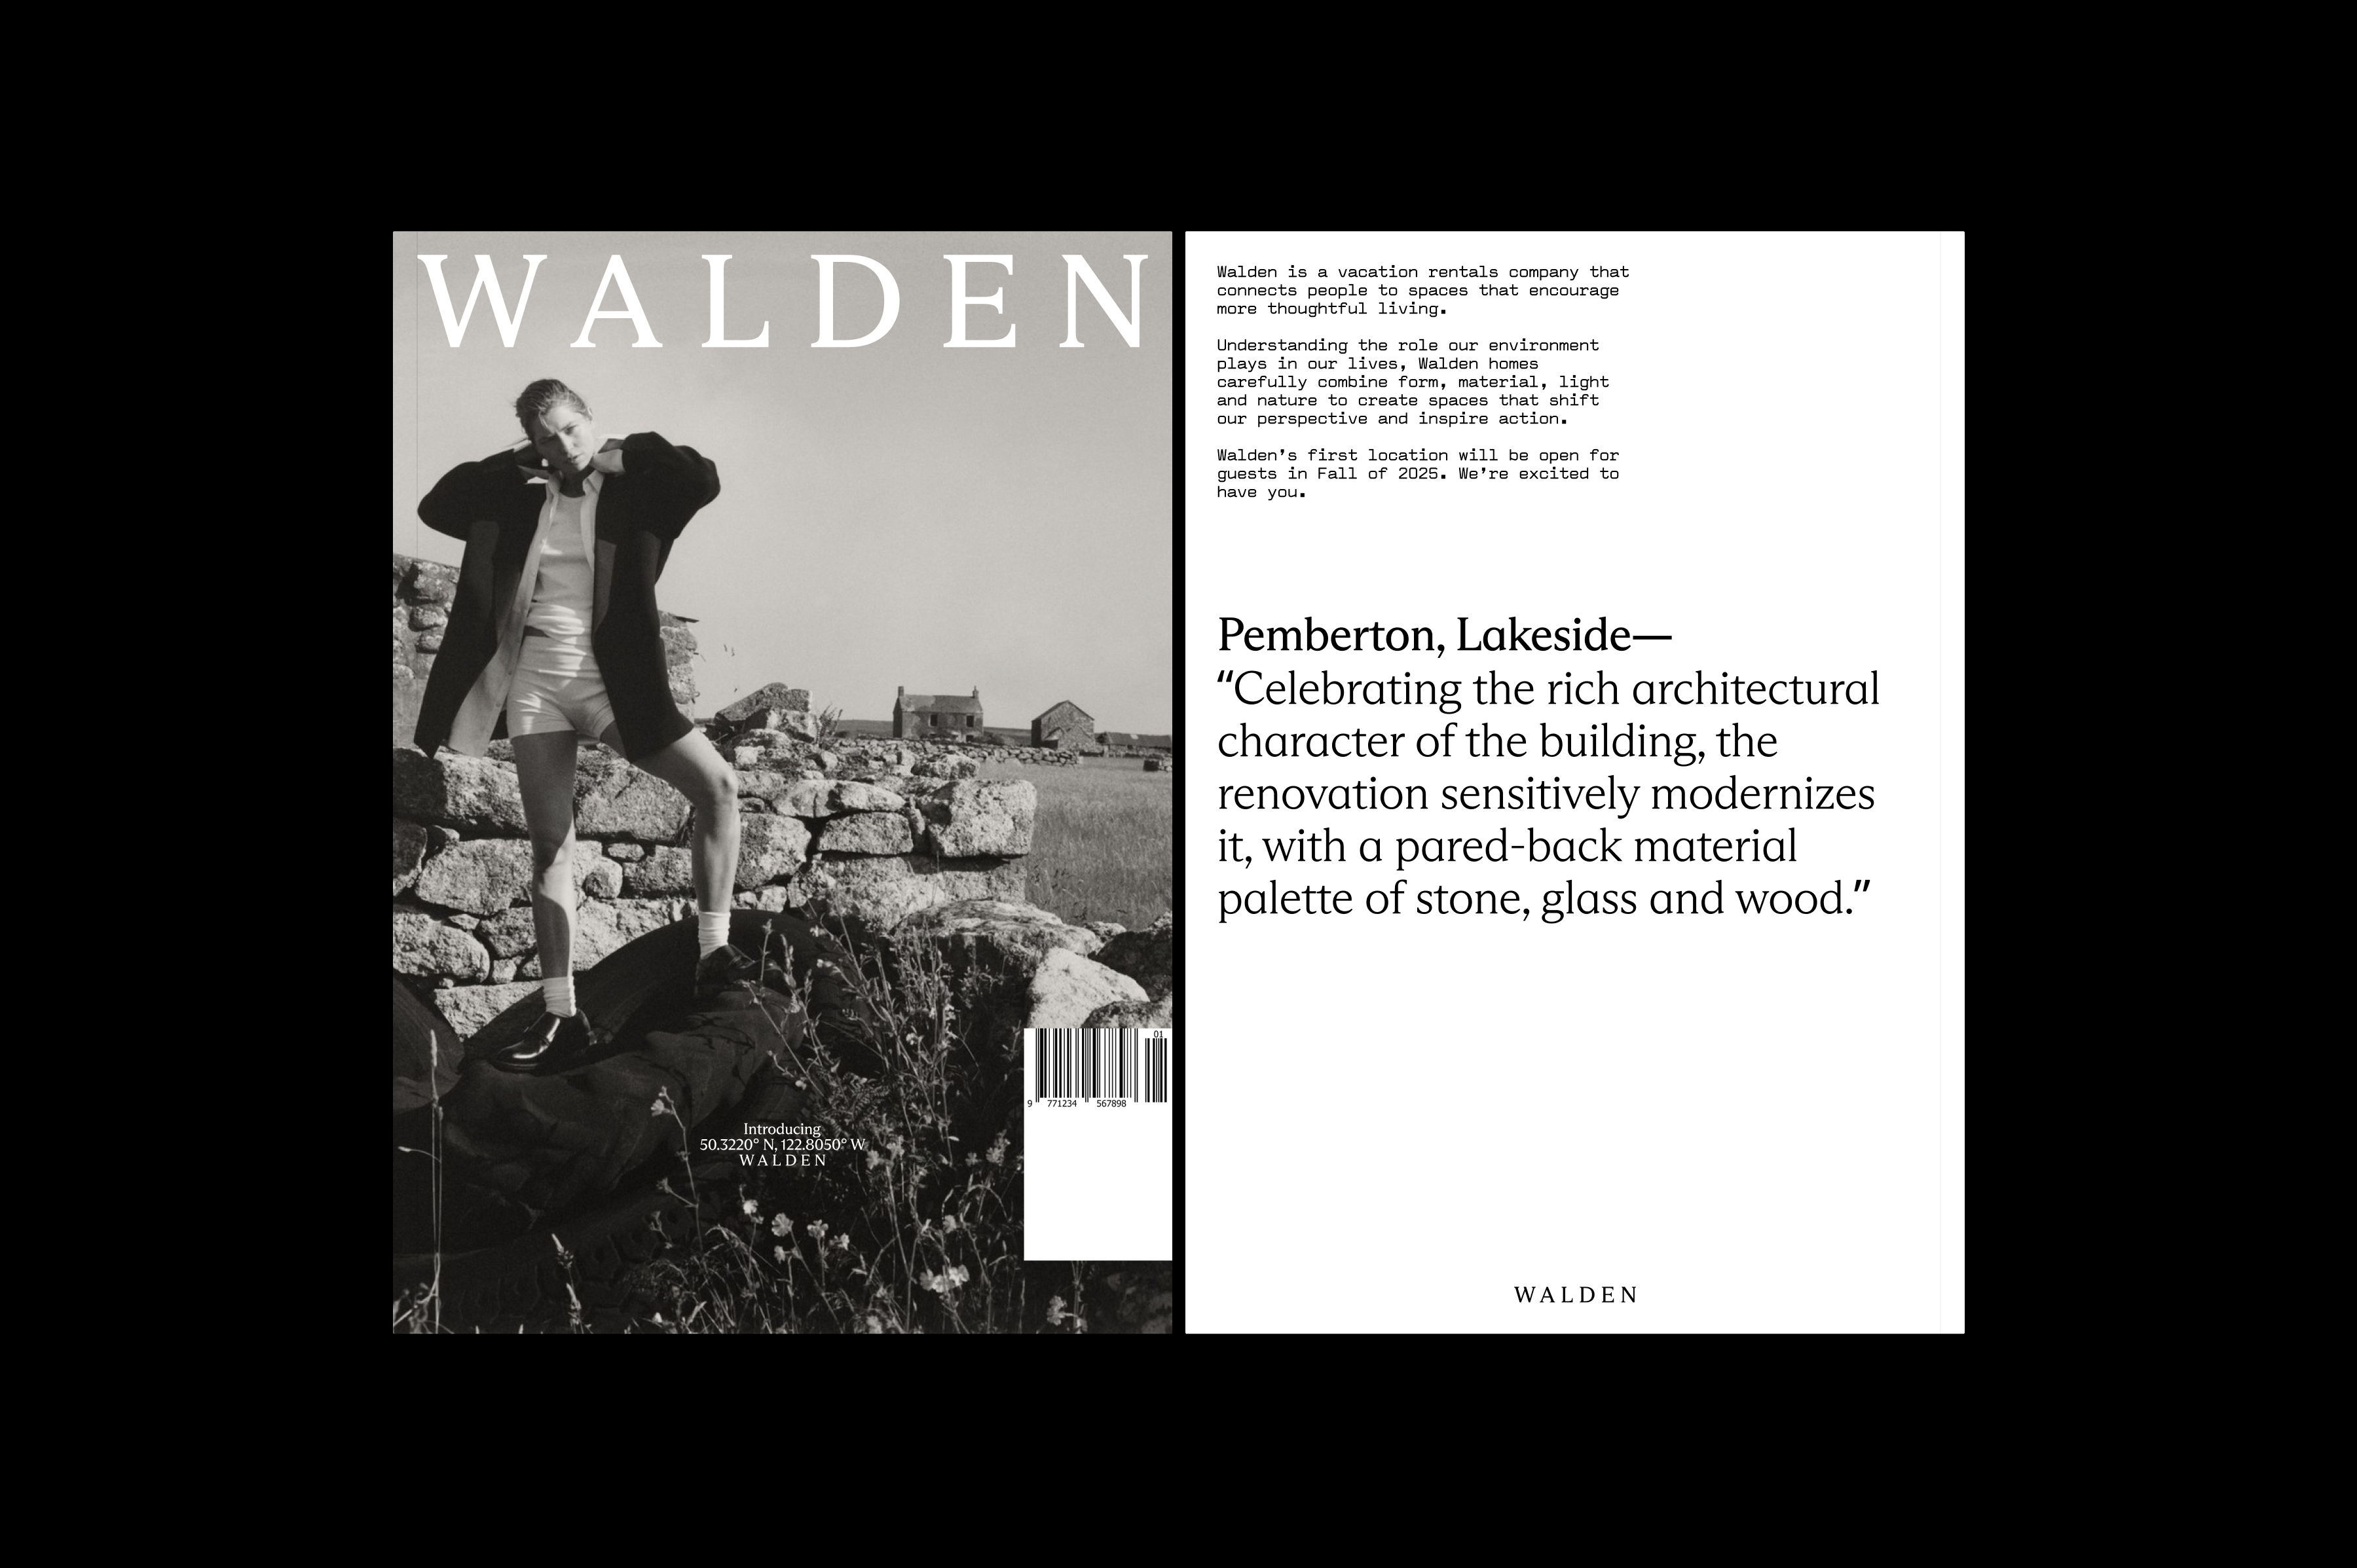 WALDEN
01
9 771234 567898
Introducing
50.3220° N, 122.8050° W
WALDEN
Walden is a vacation rentals company that
connects people to spaces that encourage
more thoughtful living.
Understanding the role our environment
plays in our lives, Walden homes
carefully combine form, material, light
and nature to create spaces that shift
our perspective and inspire action.
Walden’s first location will be open for
guests in Fall of 2025. We’re excited to
have you.
Pemberton, Lakeside—
“Celebrating the rich architectural
character of the building, the
renovation sensitively modernizes
it, with a pared-back material
palette of stone, glass and wood.”
WALDEN